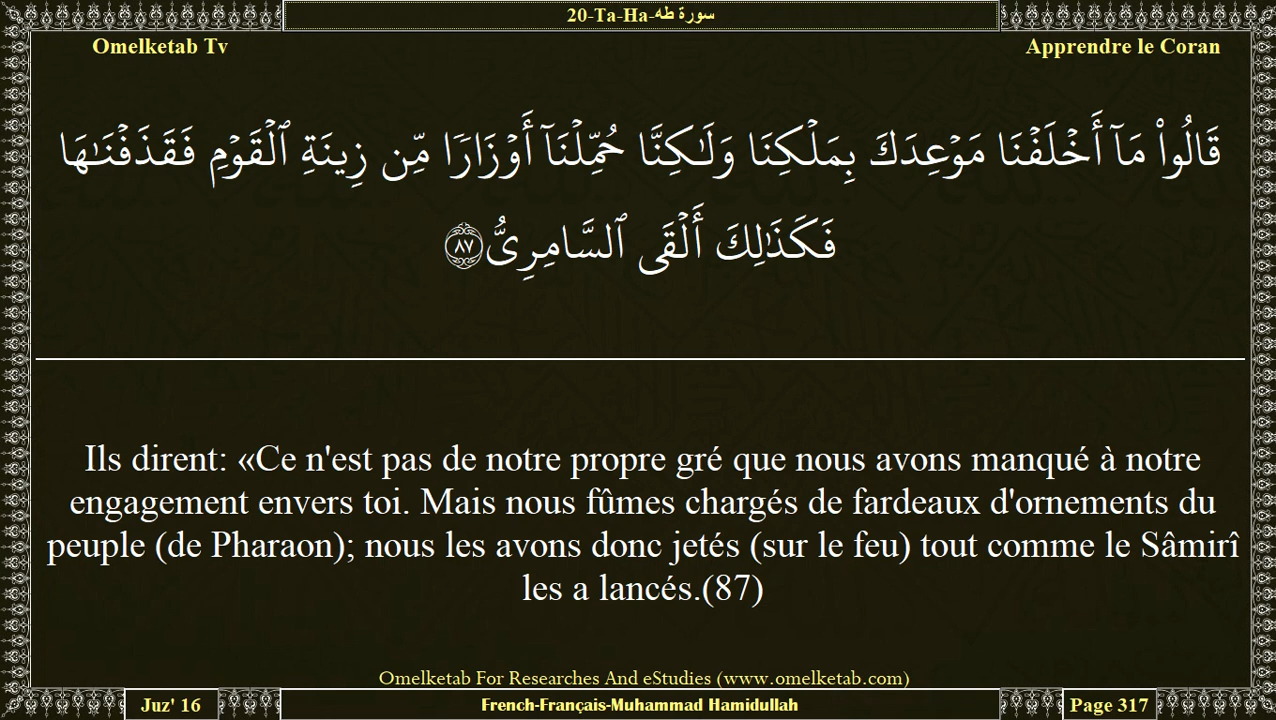 20-Ta-Ha-سورة طه
Omelketab Tv
Apprendre le Coran
قَالُوا۟ مَآ أَخْلَفْنَا مَوْعِدَكَ بِمَلْكِنَا وَلَـٰكِنَّا حُمِّلْنَآ أَوْزَارًا مِّن زِينَةِ ٱلْقَوْمِ فَقَذَفْنَـٰهَا
فَكَذَٰلِكَ أَلْقَى ٱلسَّامِرِىُّ ٨٧
Ils dirent: «Ce n'est pas de notre propre gré que nous avons manqué à notre
engagement envers toi. Mais nous fûmes chargés de fardeaux d'ornements du
peuple (de Pharaon); nous les avons donc jetés (sur le feu) tout comme le Sâmirî
les a lancés.(87)
Omelketab For Researches And eStudies (www.omelketab.com)
Juz' 16
French-Français-Muhammad Hamidullah
Page 317